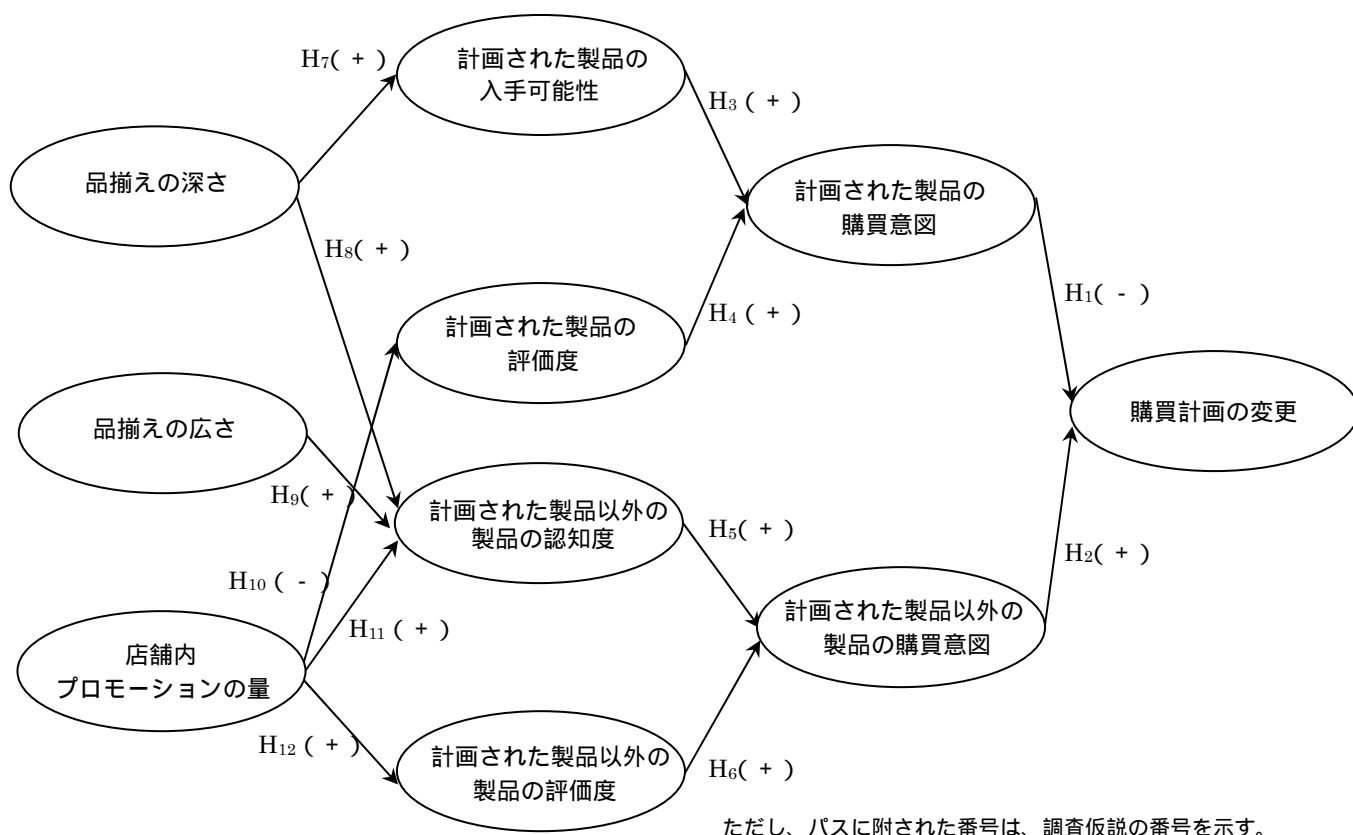 H7( + )
計画された製品の
入手可能性
H3 ( + )
品揃えの深さ
計画された製品の
購買意図
H8( + )
H1( - )
計画された製品の
評価度
H4 ( + )
品揃えの広さ
購買計画の変更
H9( + )
計画された製品以外の
製品の認知度
H5( + )
H2( + )
H10 ( - )
H11 ( + )
計画された製品以外の
製品の購買意図
店舗内
プロモーションの量
H12 ( + )
計画された製品以外の
製品の評価度
H6( + )
ただし、パスに附された番号は、調査仮説の番号を示す。